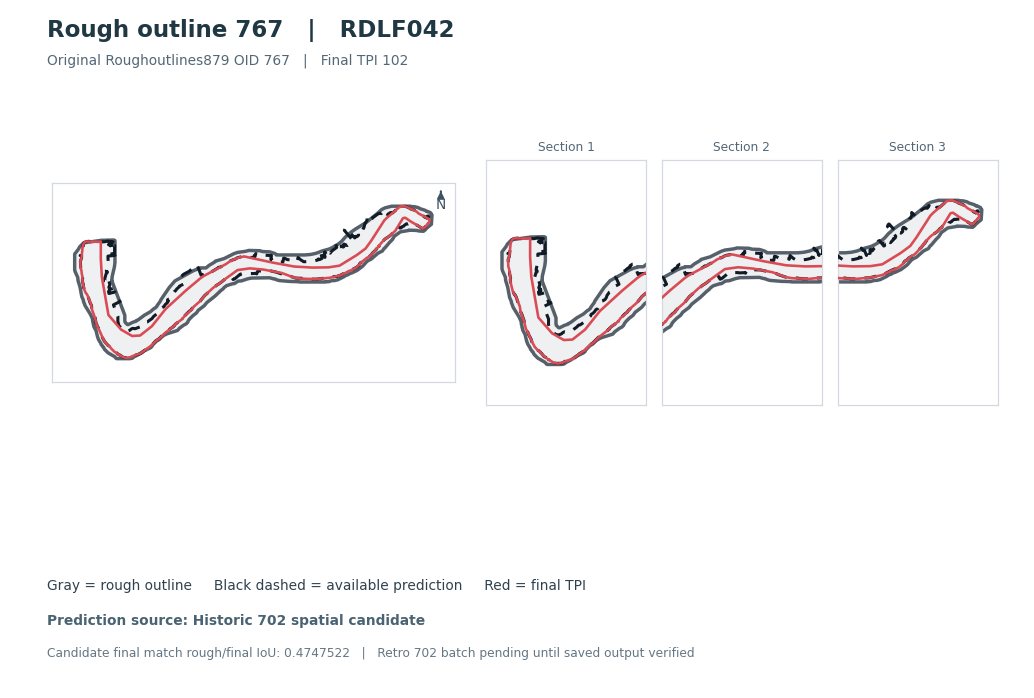 Rough outline 767 | RDLF042
Original Roughoutlines879 OID 767 | Final TPI 102
Section 1 Section 2 Section 3
N
Gray = rough outline Black dashed = available prediction Red = final TPI
Prediction source: Historic 702 spatial candidate
Candidate final match rough/final IoU: 0.4747522 | Retro 702 batch pending until saved output verified